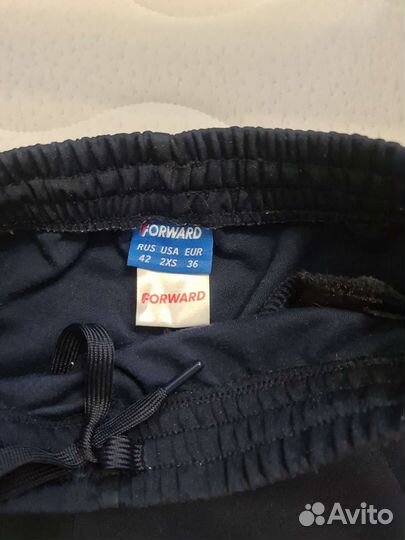 FORWARD
RUS USA EUR
42 2XS 36
FORWARD
Avito